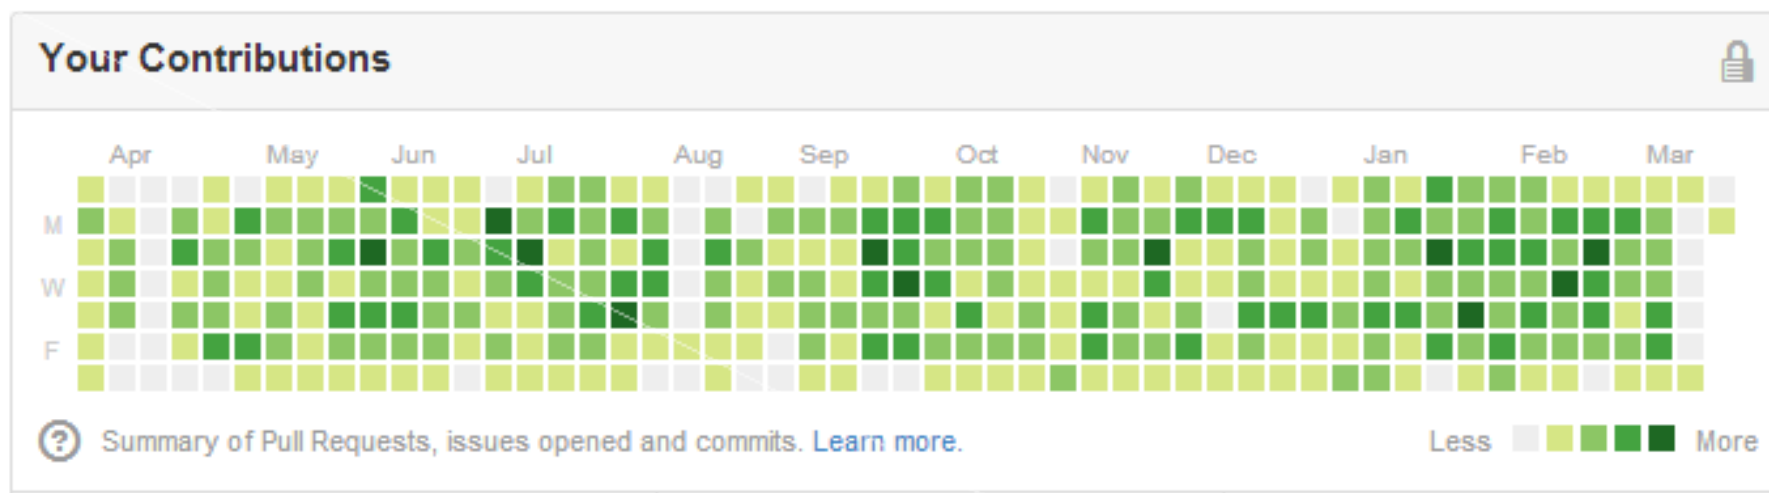 Your Contributions
Apr May Jun Jul Aug Sep Oct Nov Dec Jan Feb Mar
M
W
F
? Summary of Pull Requests, issues opened and commits. Learn more. Less More